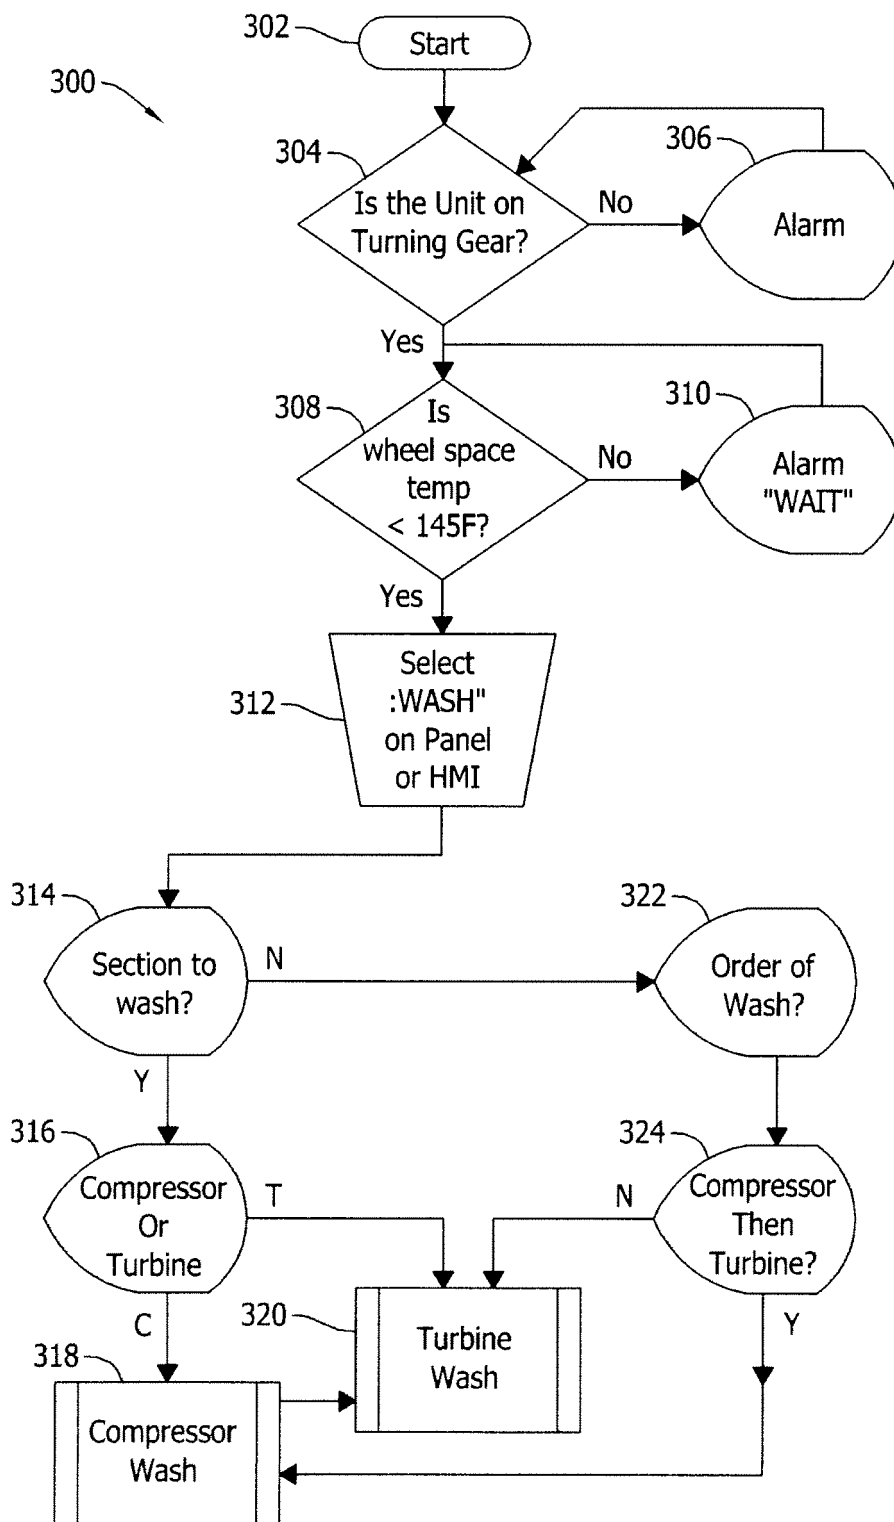 302
Start
300
304
Is the Unit on
Turning Gear?
No
306
Alarm
Yes
308
Is
wheel space
temp
< 145F?
No
310
Alarm
"WAIT"
Yes
312
Select
:WASH"
on Panel
or HMI
314
Section to
wash?
N
322
Order of
Wash?
Y
316
Compressor
Or
Turbine
T
324
Compressor
Then
Turbine?
N
C
Y
320
Turbine
Wash
318
Compressor
Wash